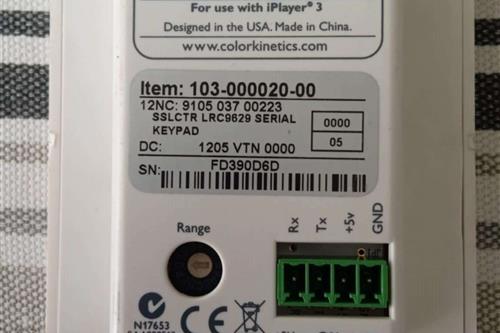 For use with iPlayer® 3
Designed in the USA. Made in China.
www.colorkinetics.com
Item: 103-000020-00
12NC: 9105 037 00223
SSLCTR LRC9629 SERIAL
KEYPAD
0000
05
DC: 1205 VTN 0000
SN: FD390D6D
Range
Rx
Tx
+5v
GND
N17653